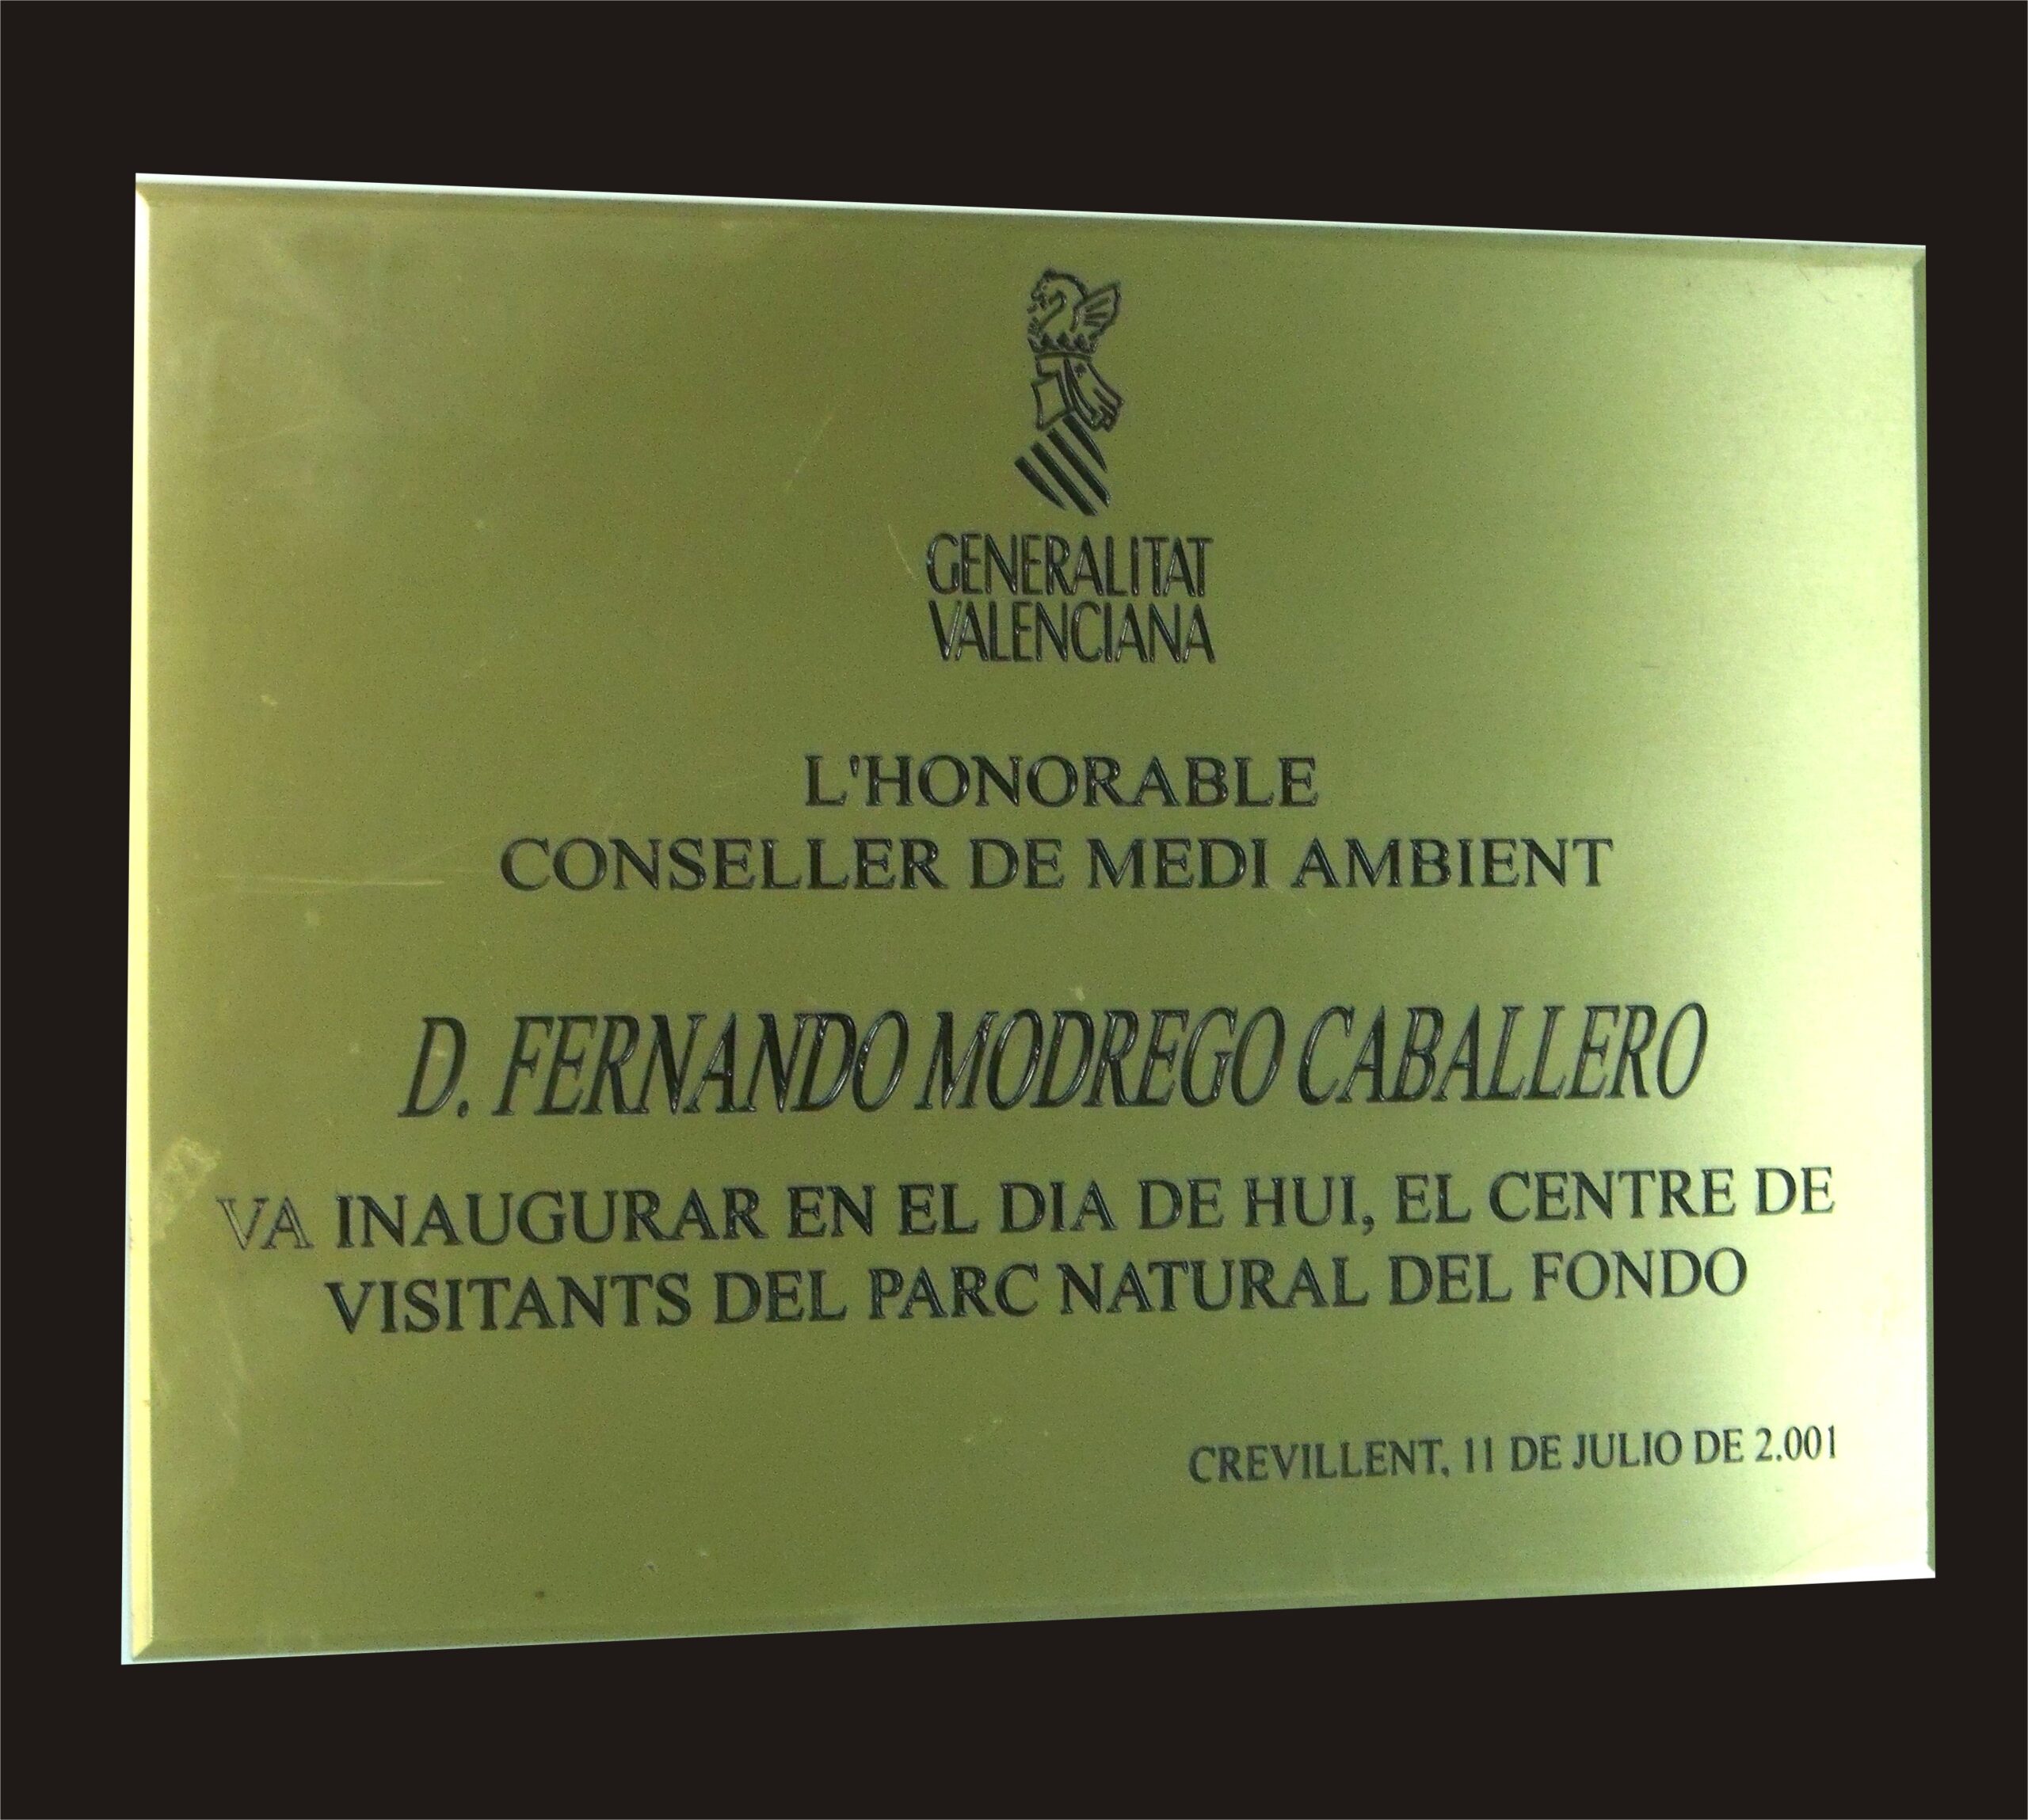 GENERALITAT
VALENCIANA
L'HONORABLE
CONSELLER DE MEDI AMBIENT
D. FERNANDO MODREGO CABALLERO
VA INAUGURAR EN EL DIA DE HUI, EL CENTRE DE
VISITANTS DEL PARC NATURAL DEL FONDO
CREVILLENT, 11 DE JULIO DE 2.001